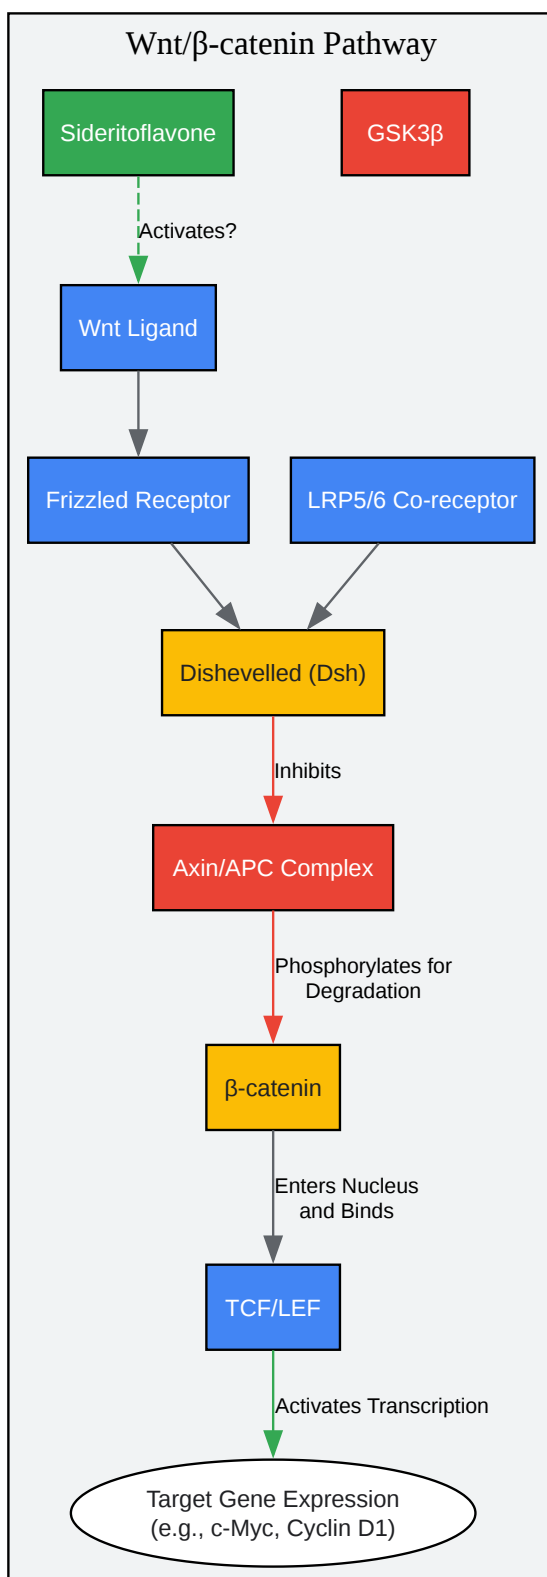 Wnt/β-catenin Pathway
Sideritoflavone
GSK3β
Activates?
Wnt Ligand
Frizzled Receptor
LRP5/6 Co-receptor
Dishevelled (Dsh)
Inhibits
Axin/APC Complex
Phosphorylates for
Degradation
β-catenin
Enters Nucleus
and Binds
TCF/LEF
Activates Transcription
Target Gene Expression
(e.g., c-Myc, Cyclin D1)